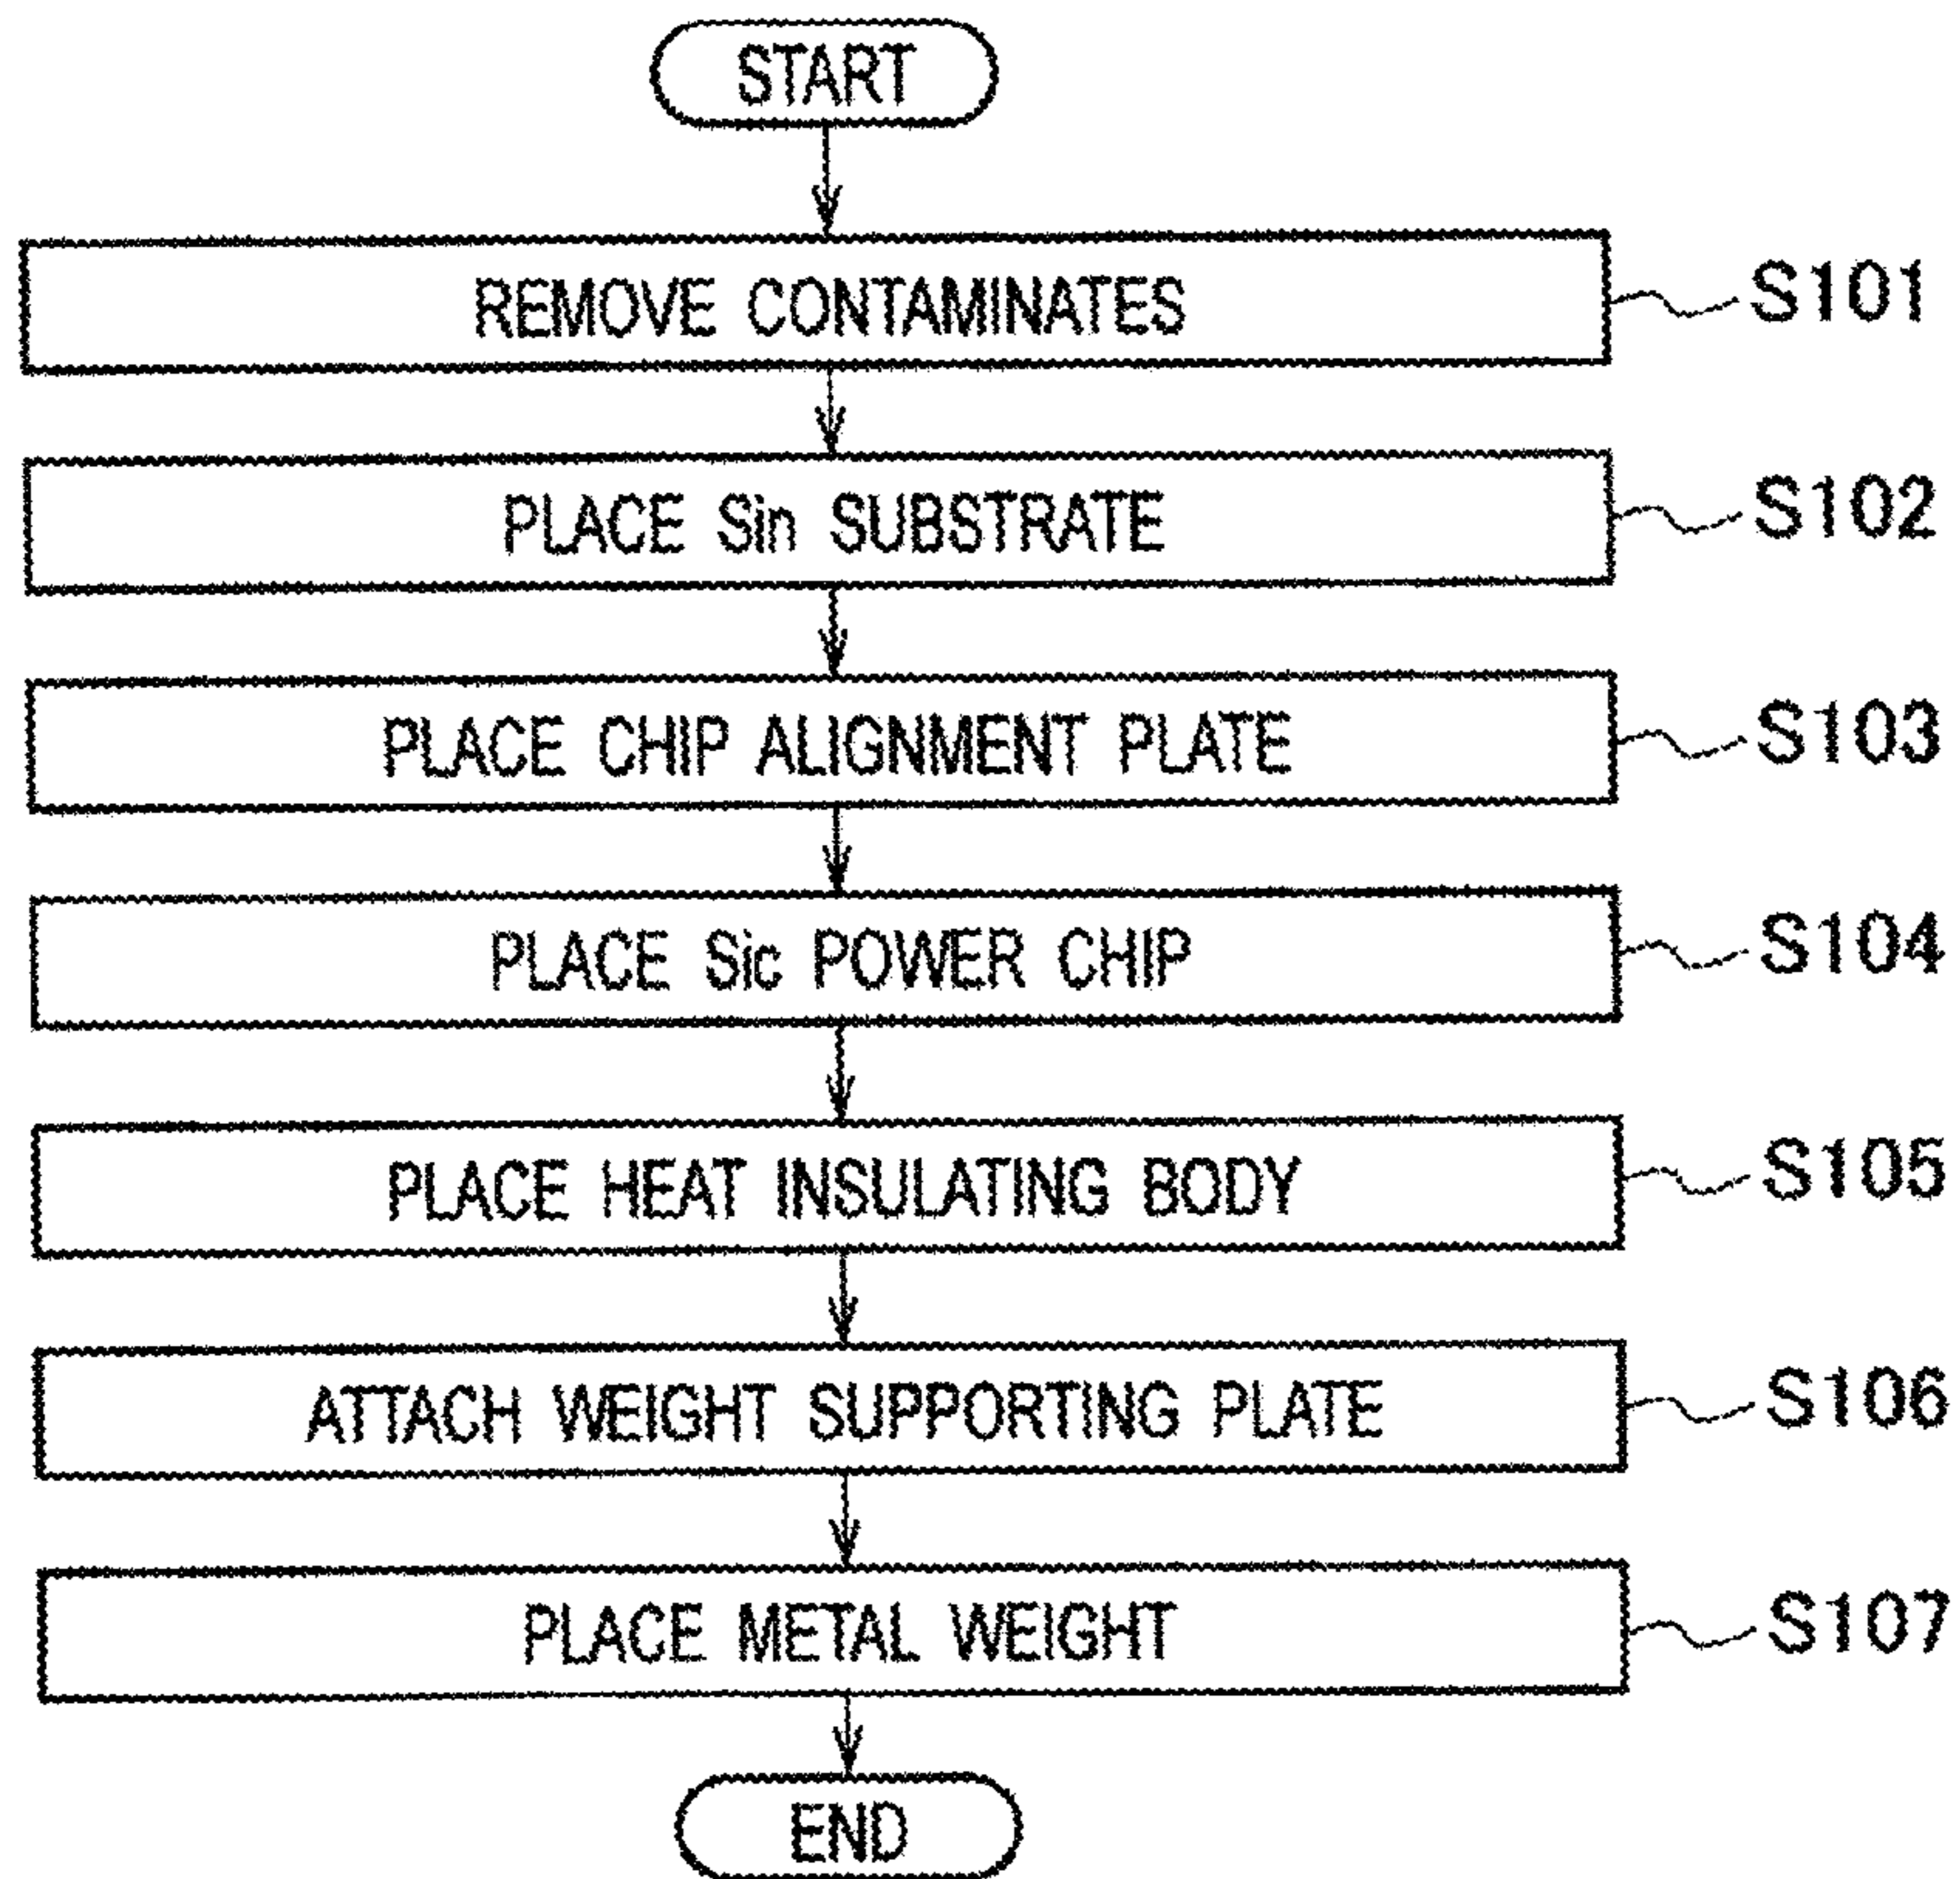 START
REMOVE CONTAMINATES S101
PLACE Sin SUBSTRATE S102
PLACE CHIP ALIGNMENT PLATE S103
PLACE Sic POWER CHIP S104
PLACE HEAT INSULATING BODY S105
ATTACH WEIGHT SUPPORTING PLATE S106
PLACE METAL WEIGHT S107
END